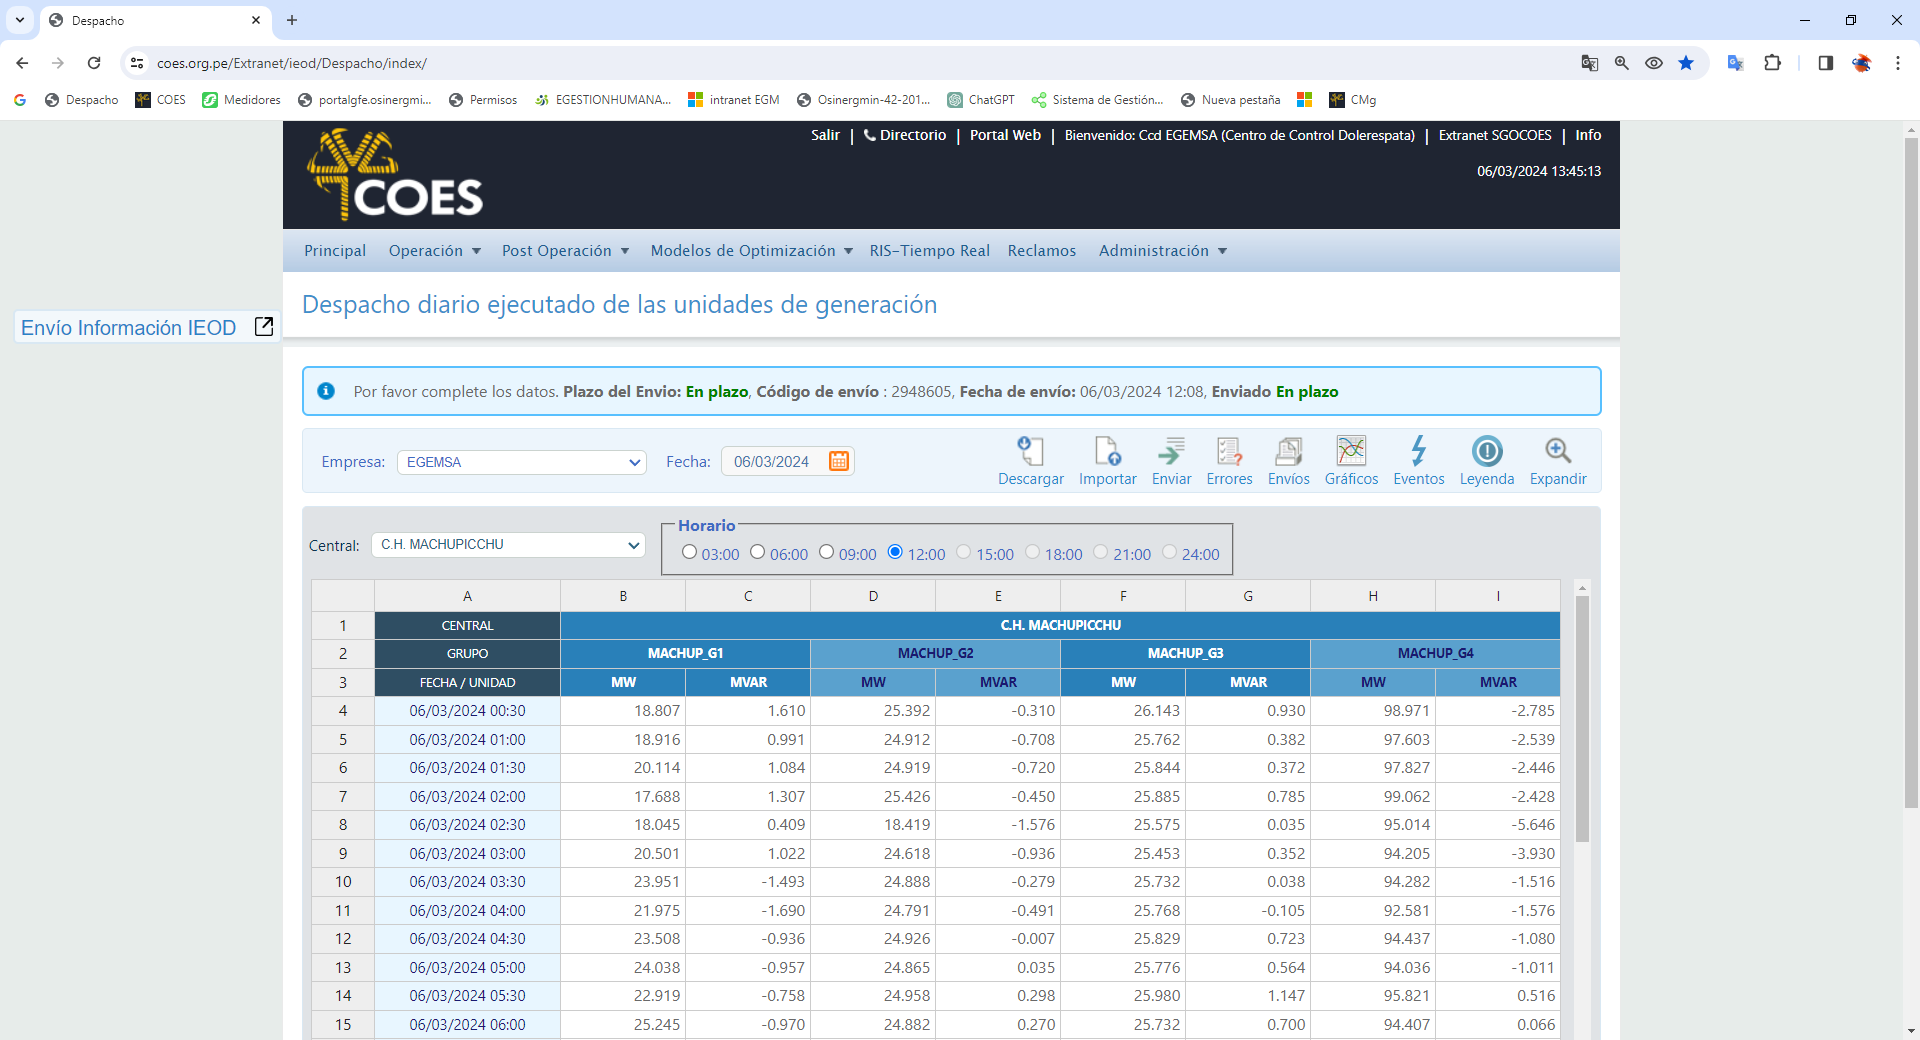 Despacho
coes.org.pe/Extranet/ieod/Despacho/index/
Despacho COES Medidores portalgfe.osinergmi... Permisos EGESTIONHUMANA... intranet EGM Osinergmin-42-201... ChatGPT Sistema de Gestión... Nueva pestaña CMg
Salir | Directorio | Portal Web | Bienvenido: Ccd EGEMSA (Centro de Control Dolerespata) | Extranet SGOCOES | Info
COES
06/03/2024 13:45:13
Principal Operación Post Operación Modelos de Optimización RIS-Tiempo Real Reclamos Administración
Despacho diario ejecutado de las unidades de generación
Envío Información IEOD
Por favor complete los datos. Plazo del Envio: En plazo, Código de envío : 2948605, Fecha de envío: 06/03/2024 12:08, Enviado En plazo
Empresa: EGEMSA Fecha: 06/03/2024
Descargar Importar Enviar Errores Envíos Gráficos Eventos Leyenda Expandir
Horario
Central: C.H. MACHUPICCHU 03:00 06:00 09:00 12:00 15:00 18:00 21:00 24:00
A B C D E F G H I
1 CENTRAL C.H. MACHUPICCHU
2 GRUPO MACHUP_G1 MACHUP_G2 MACHUP_G3 MACHUP_G4
3 FECHA / UNIDAD MW MVAR MW MVAR MW MVAR MW MVAR
4 06/03/2024 00:30 18.807 1.610 25.392 -0.310 26.143 0.930 98.971 -2.785
5 06/03/2024 01:00 18.916 0.991 24.912 -0.708 25.762 0.382 97.603 -2.539
6 06/03/2024 01:30 20.114 1.084 24.919 -0.720 25.844 0.372 97.827 -2.446
7 06/03/2024 02:00 17.688 1.307 25.426 -0.450 25.885 0.785 99.062 -2.428
8 06/03/2024 02:30 18.045 0.409 18.419 -1.576 25.575 0.035 95.014 -5.646
9 06/03/2024 03:00 20.501 1.022 24.618 -0.936 25.453 0.352 94.205 -3.930
10 06/03/2024 03:30 23.951 -1.493 24.888 -0.279 25.732 0.038 94.282 -1.516
11 06/03/2024 04:00 21.975 -1.690 24.791 -0.491 25.768 -0.105 92.581 -1.576
12 06/03/2024 04:30 23.508 -0.936 24.926 -0.007 25.829 0.723 94.437 -1.080
13 06/03/2024 05:00 24.038 -0.957 24.865 0.035 25.776 0.564 94.036 -1.011
14 06/03/2024 05:30 22.919 -0.758 24.958 0.298 25.980 1.147 95.821 0.516
15 06/03/2024 06:00 25.245 -0.970 24.882 0.270 25.732 0.700 94.407 0.066